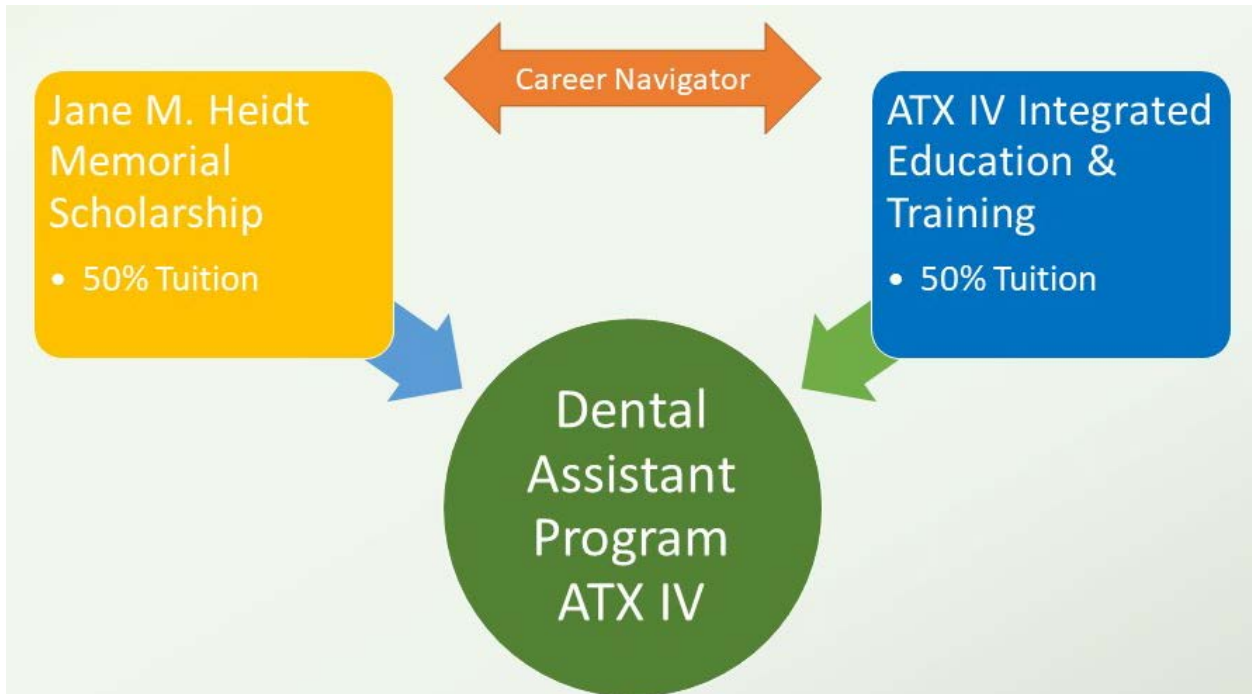 Career Navigator
Jane M. Heidt
Memorial
Scholarship
• 50% Tuition
ATX IV Integrated
Education &
Training
• 50% Tuition
Dental
Assistant
Program
ATX IV